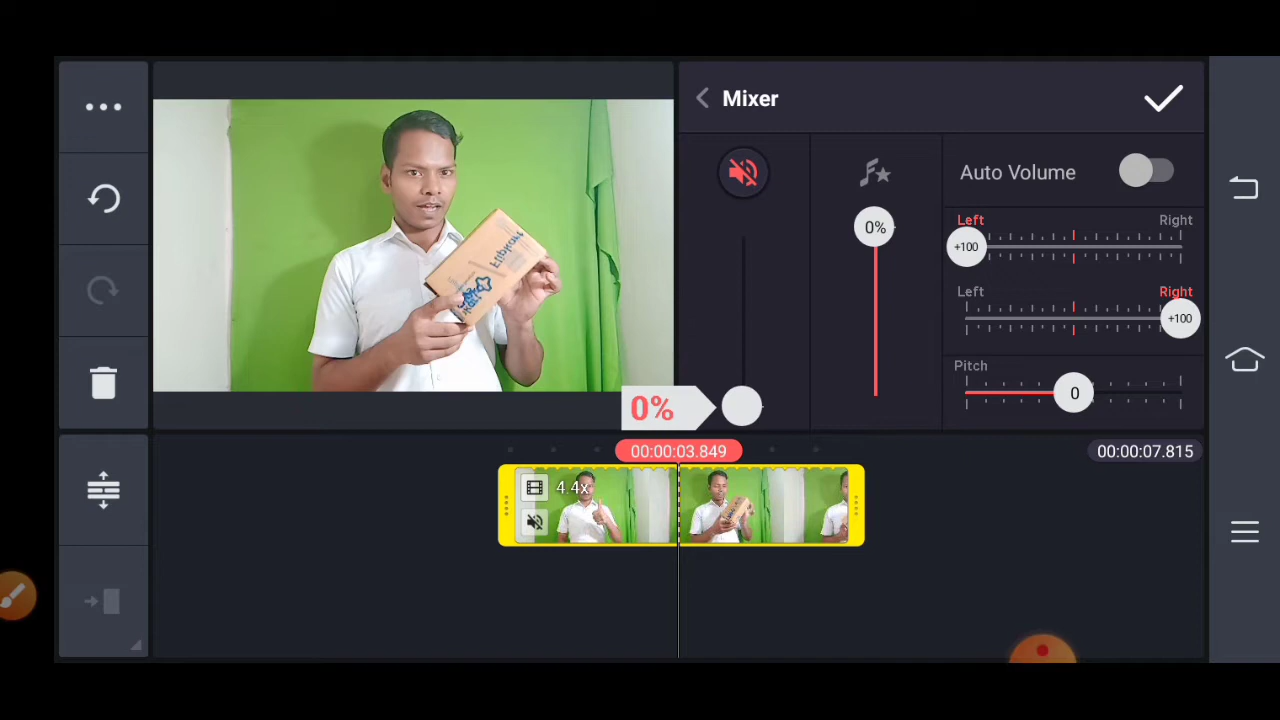 Mixer
Auto Volume
0%
Left
Right
+100
Left
Right
+100
Pitch
0
0%
Flipkart
00:00:03.849
00:00:07.815
4.4x